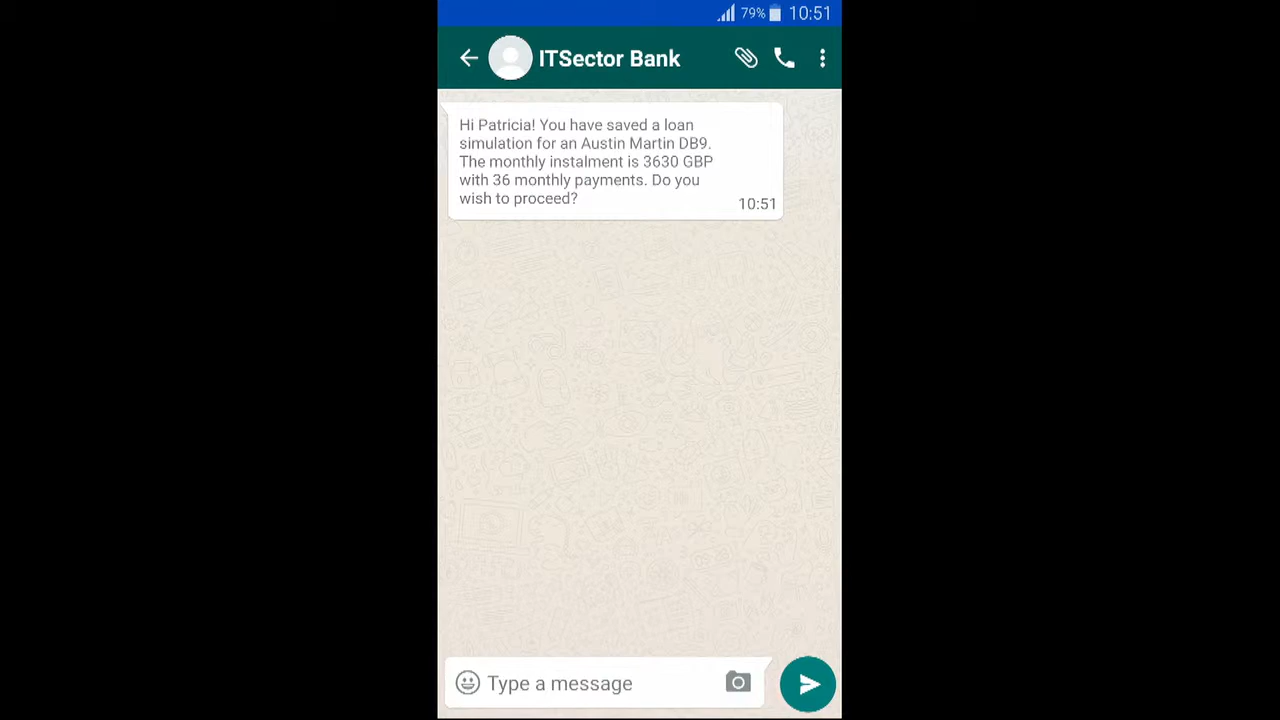 79% 10:51
ITSector Bank
Hi Patricia! You have saved a loan
simulation for an Austin Martin DB9.
The monthly instalment is 3630 GBP
with 36 monthly payments. Do you
wish to proceed?
10:51
Type a message